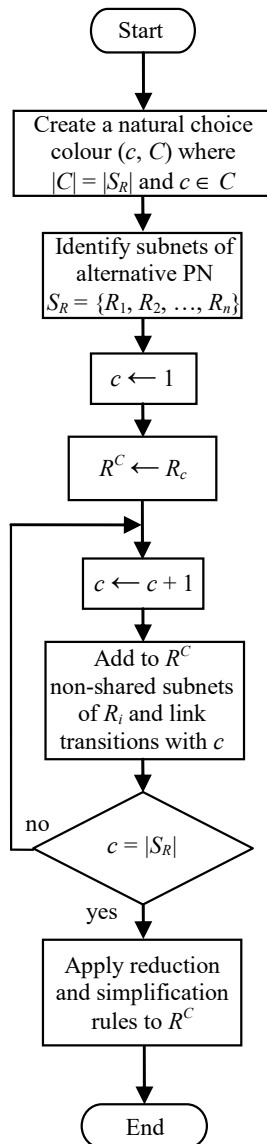 Start
Create a natural choice
colour (c, C) where
|C| = |S_R| and c ∈ C
Identify subnets of
alternative PN
S_R = {R_1, R_2, …, R_n}
c ← 1
R^C ← R_c
c ← c + 1
Add to R^C
non-shared subnets
of R_i and link
transitions with c
no
c = |S_R|
yes
Apply reduction
and simplification
rules to R^C
End